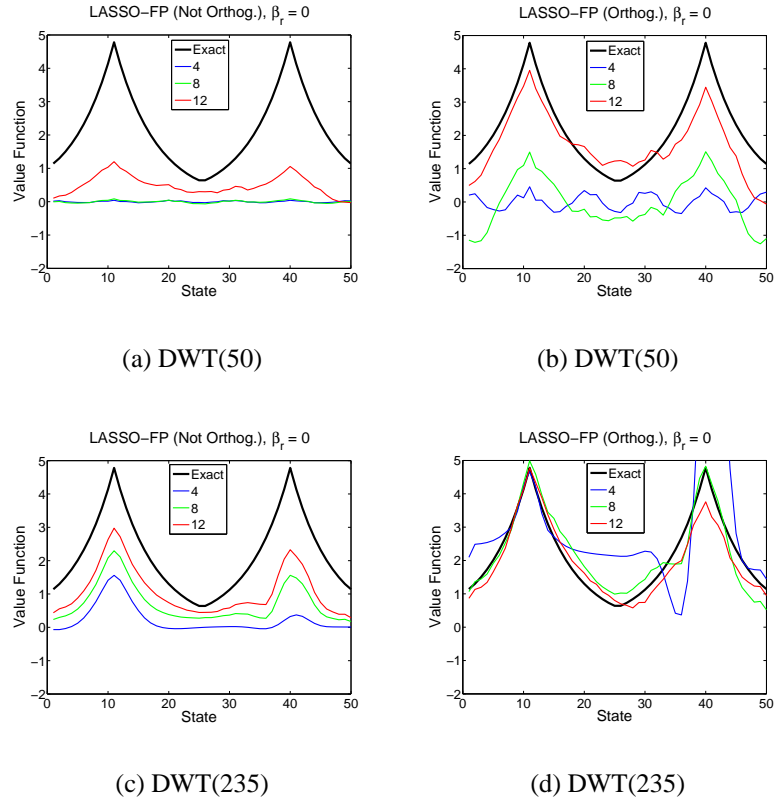 LASSO−FP (Not Orthog.), βr = 0
Value Function
5
4
3
2
1
0
−1
−2
Exact
4
8
12
0 10 20 30 40 50
State
(a) DWT(50)
LASSO−FP (Orthog.), βr = 0
Value Function
5
4
3
2
1
0
−1
−2
Exact
4
8
12
0 10 20 30 40 50
State
(b) DWT(50)
LASSO−FP (Not Orthog.), βr = 0
Value Function
5
4
3
2
1
0
−1
−2
Exact
4
8
12
0 10 20 30 40 50
State
(c) DWT(235)
LASSO−FP (Orthog.), βr = 0
Value Function
5
4
3
2
1
0
−1
−2
Exact
4
8
12
0 10 20 30 40 50
State
(d) DWT(235)